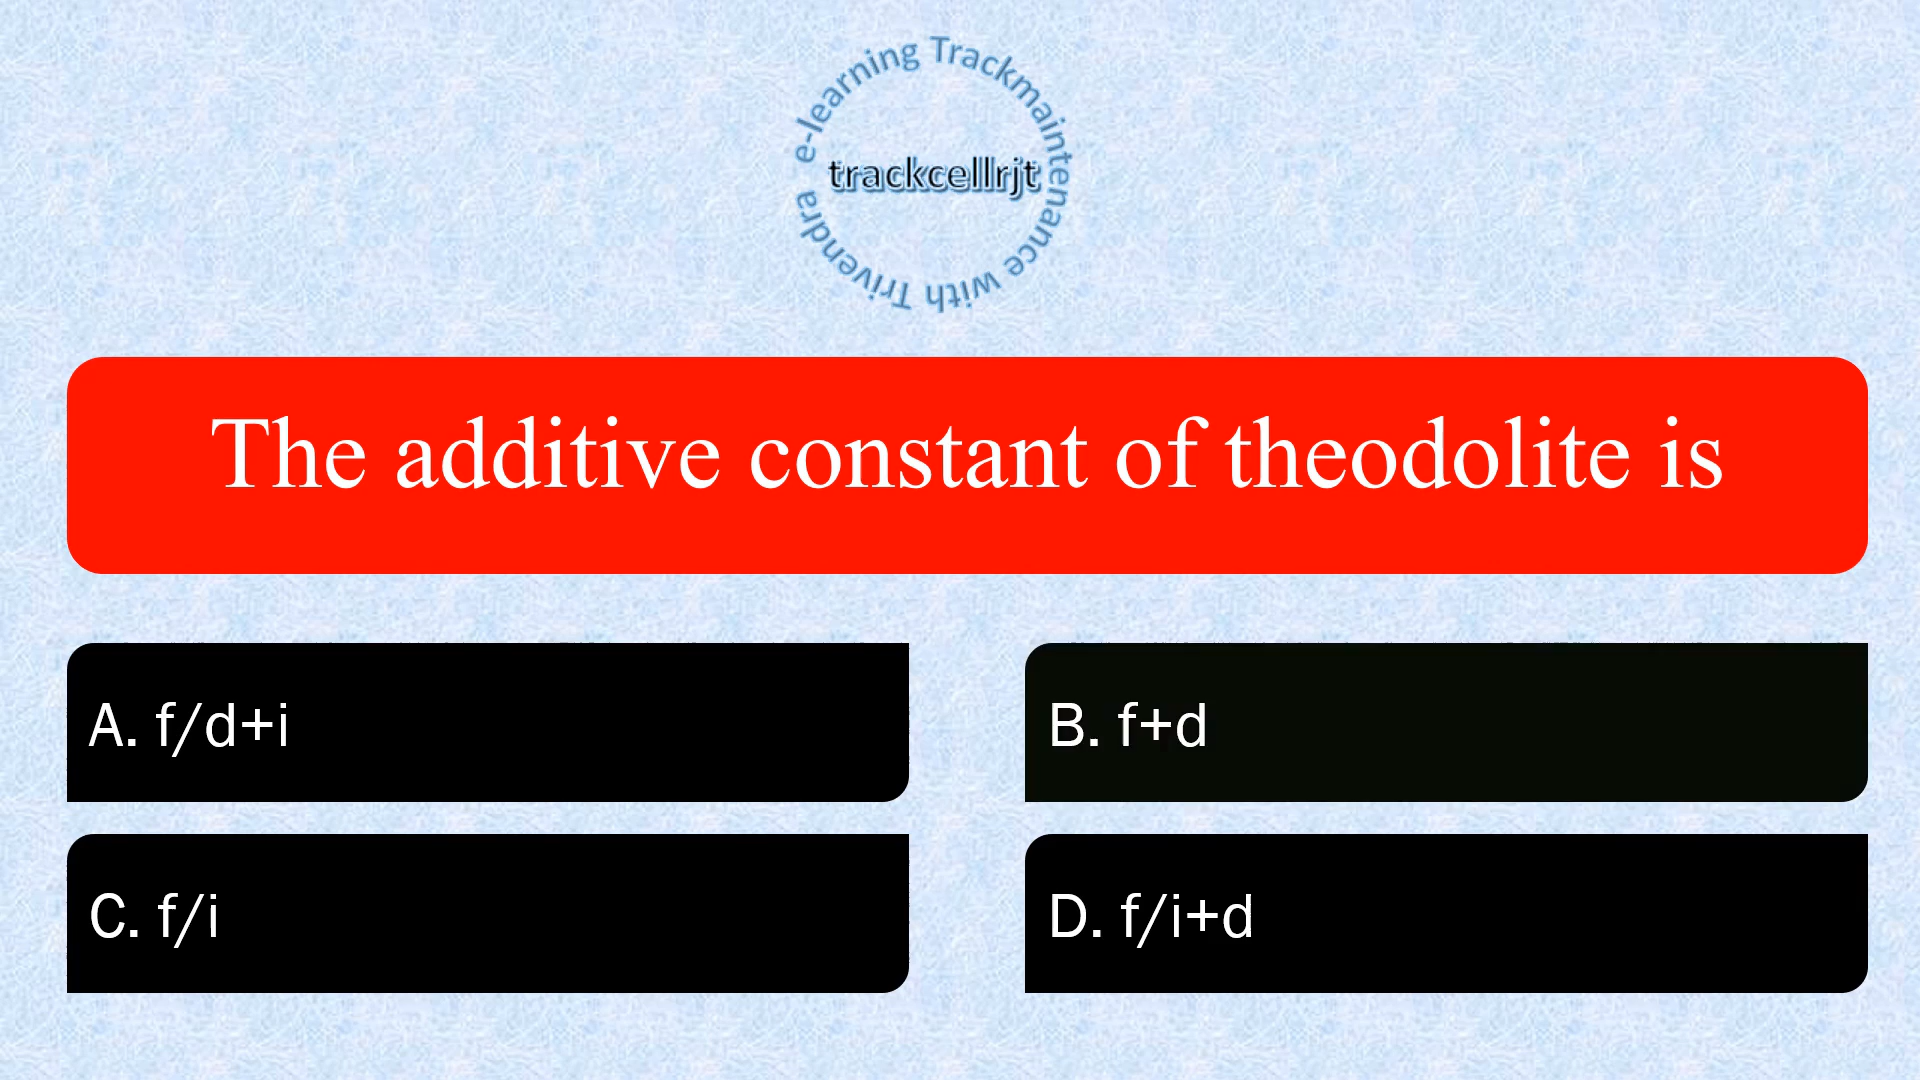 e-learning Trackmaintenance with Trivendra
trackcellrjt
The additive constant of theodolite is
A. f/d+i
B. f+d
C. f/i
D. f/i+d